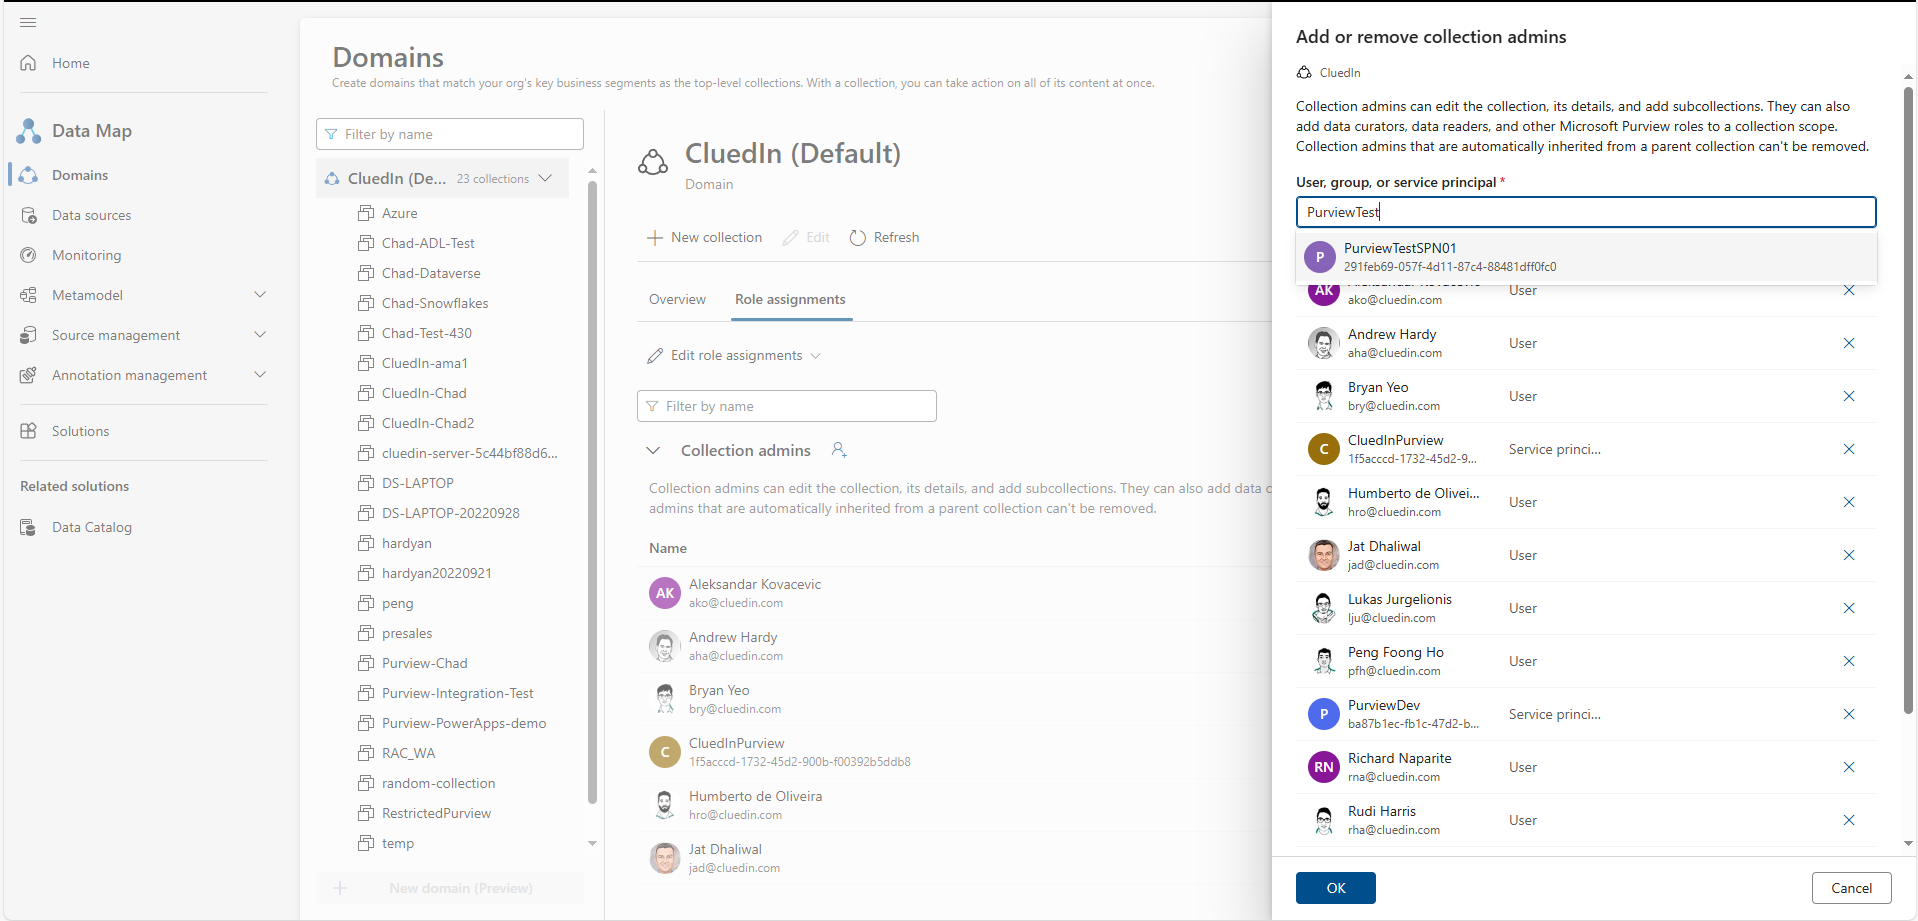 Home
Data Map
Domains
Data sources
Monitoring
Metamodel
Source management
Annotation management
Solutions
Related solutions
Data Catalog
Domains
Create domains that match your org's key business segments as the top-level collections. With a collection, you can take action on all of its content at once.
Filter by name
CluedIn (De... 23 collections
Azure
Chad-ADL-Test
Chad-Dataverse
Chad-Snowflakes
Chad-Test-430
CluedIn-ama1
CluedIn-Chad
CluedIn-Chad2
cluedin-server-5c44bf88d6...
DS-LAPTOP
DS-LAPTOP-20220928
hardyan
hardyan20220921
peng
presales
Purview-Chad
Purview-Integration-Test
Purview-PowerApps-demo
RAC_WA
random-collection
RestrictedPurview
temp
New domain (Preview)
CluedIn (Default)
Domain
New collection Edit Refresh
Overview Role assignments
Edit role assignments
Filter by name
Collection admins
Collection admins can edit the collection, its details, and add subcollections. They can also add data c
admins that are automatically inherited from a parent collection can't be removed.
Name
AK Aleksandar Kovacevic
ako@cluedin.com
Andrew Hardy
aha@cluedin.com
Bryan Yeo
bry@cluedin.com
C CluedInPurview
1f5acccd-1732-45d2-900b-f00392b5ddb8
Humberto de Oliveira
hro@cluedin.com
Jat Dhaliwal
jad@cluedin.com
Add or remove collection admins
CluedIn
Collection admins can edit the collection, its details, and add subcollections. They can also
add data curators, data readers, and other Microsoft Purview roles to a collection scope.
Collection admins that are automatically inherited from a parent collection can't be removed.
User, group, or service principal *
PurviewTest
P PurviewTestSPN01
291feb69-057f-4d11-87c4-88481dff0fc0
AK Aleksandar Kovacevic User
ako@cluedin.com
Andrew Hardy User
aha@cluedin.com
Bryan Yeo User
bry@cluedin.com
C CluedInPurview Service princi...
1f5acccd-1732-45d2-9...
Humberto de Olivei... User
hro@cluedin.com
Jat Dhaliwal User
jad@cluedin.com
Lukas Jurgelionis User
lju@cluedin.com
Peng Foong Ho User
pfh@cluedin.com
P PurviewDev Service princi...
ba87b1ec-fb1c-47d2-b...
RN Richard Naparite User
rna@cluedin.com
Rudi Harris User
rha@cluedin.com
OK Cancel